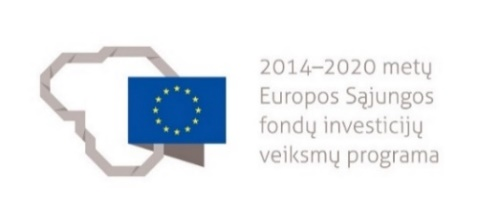 2014–2020 metų
Europos Sąjungos
fondų investicijų
veiksmų programa